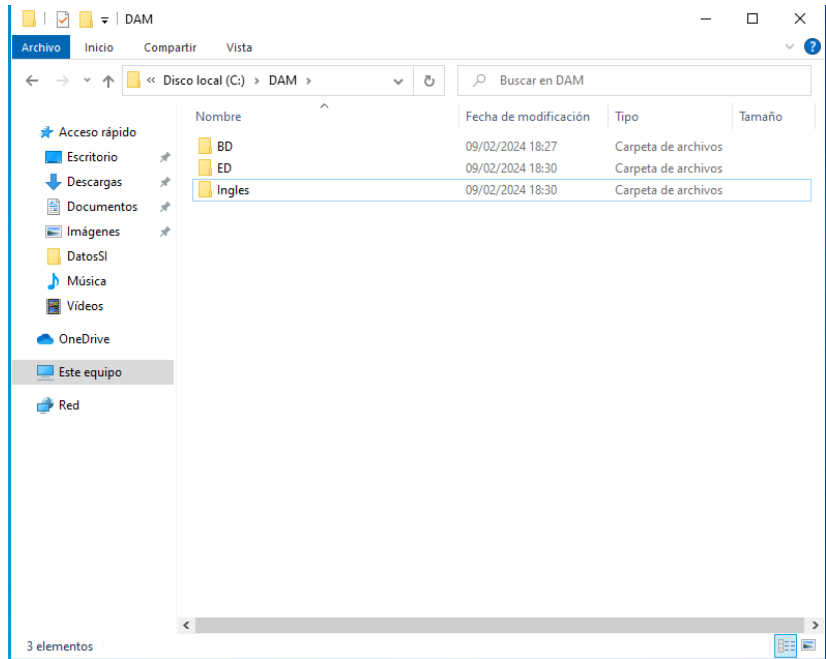 DAM
Archivo Inicio Compartir Vista
« Disco local (C:) > DAM > Buscar en DAM
Nombre Fecha de modificación Tipo Tamaño
Acceso rápido
Escritorio
Descargas
Documentos
Imágenes
DatosSI
Música
Vídeos
OneDrive
Este equipo
Red
BD 09/02/2024 18:27 Carpeta de archivos
ED 09/02/2024 18:30 Carpeta de archivos
Ingles 09/02/2024 18:30 Carpeta de archivos
3 elementos